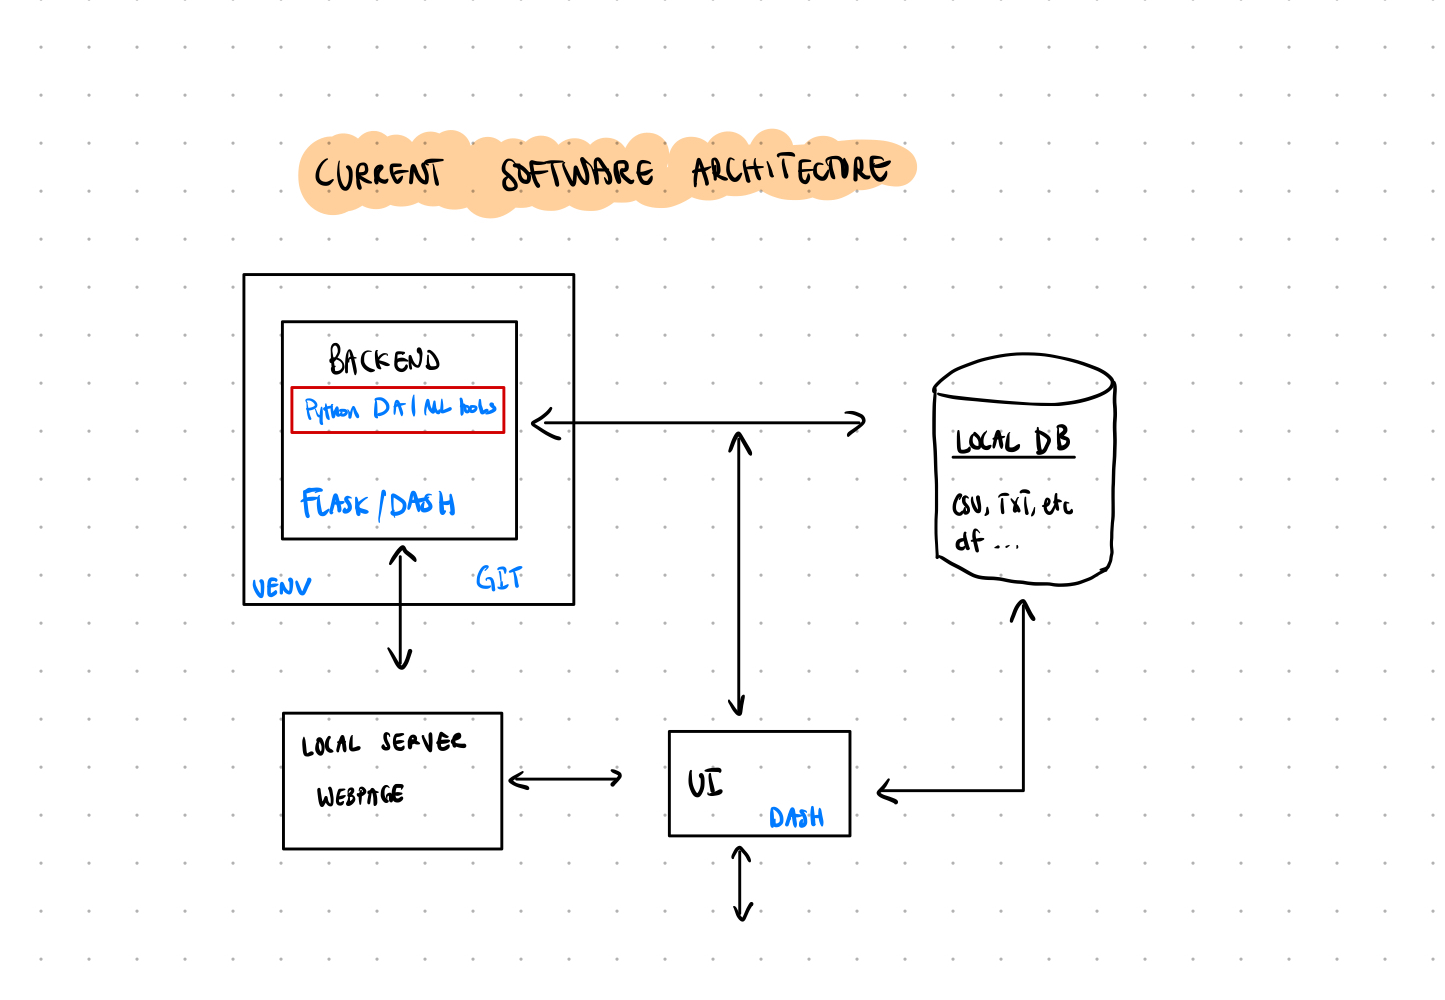 CURRENT SOFTWARE ARCHITECTURE
BACKEND
Python DA/ML tools
FLASK/DASH
VENV
GIT
LOCAL DB
CSV, TXT, etc
df ...
LOCAL SERVER
WEBPAGE
UI
DASH